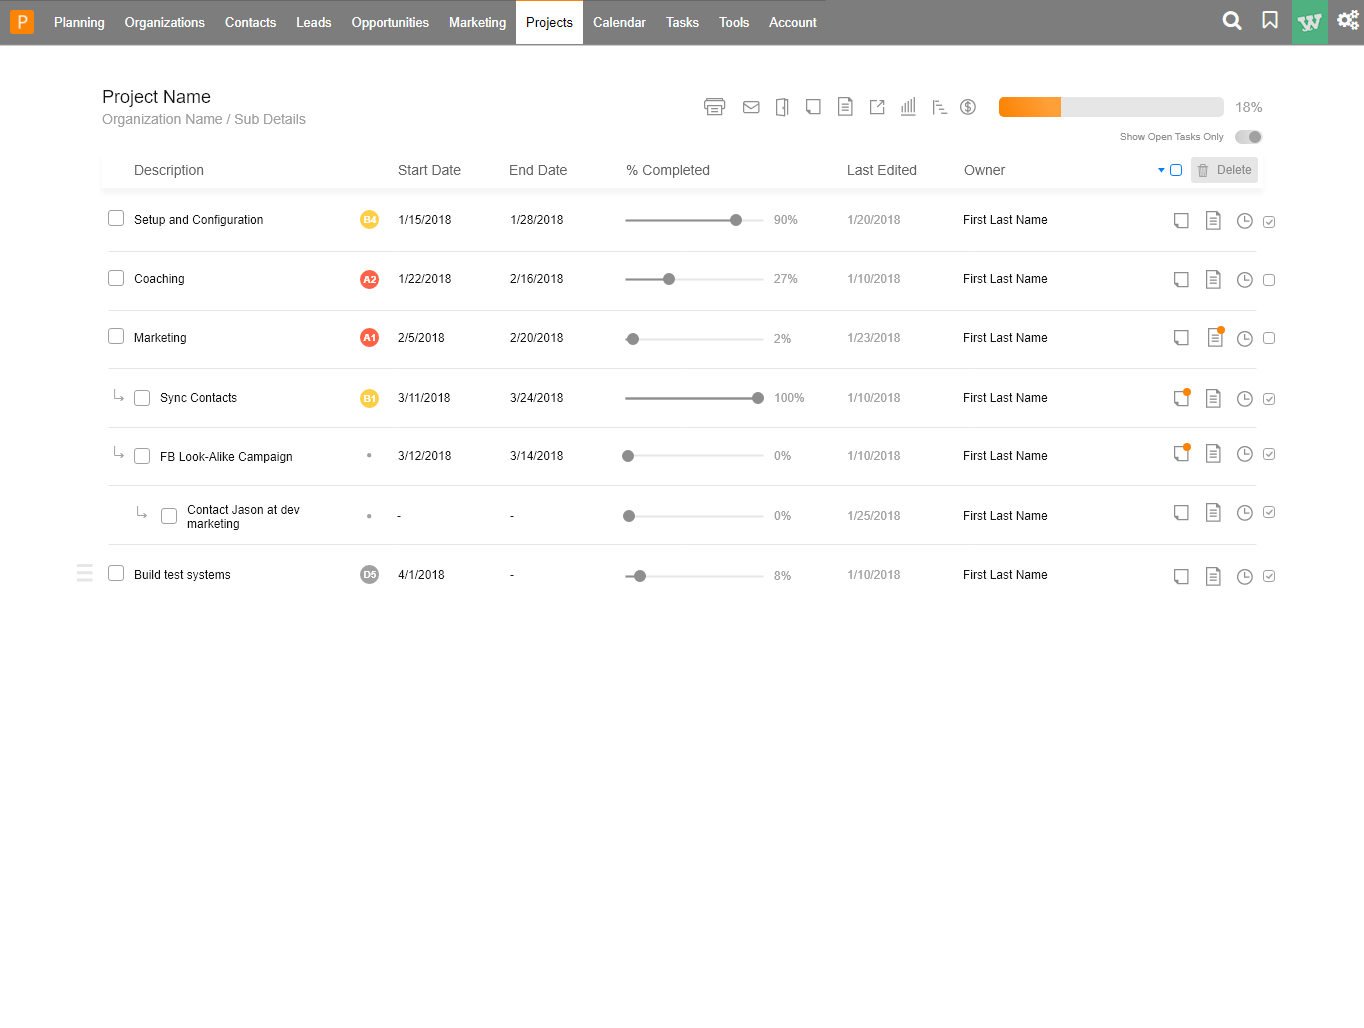 P Planning Organizations Contacts Leads Opportunities Marketing Projects Calendar Tasks Tools Account W
Project Name
Organization Name / Sub Details
18%
Show Open Tasks Only
Description Start Date End Date % Completed Last Edited Owner Delete
Setup and Configuration B4 1/15/2018 1/28/2018 90% 1/20/2018 First Last Name
Coaching A2 1/22/2018 2/16/2018 27% 1/10/2018 First Last Name
Marketing A1 2/5/2018 2/20/2018 2% 1/23/2018 First Last Name
Sync Contacts B1 3/11/2018 3/24/2018 100% 1/10/2018 First Last Name
FB Look-Alike Campaign 3/12/2018 3/14/2018 0% 1/10/2018 First Last Name
Contact Jason at dev
marketing - - 0% 1/25/2018 First Last Name
Build test systems D5 4/1/2018 - 8% 1/10/2018 First Last Name